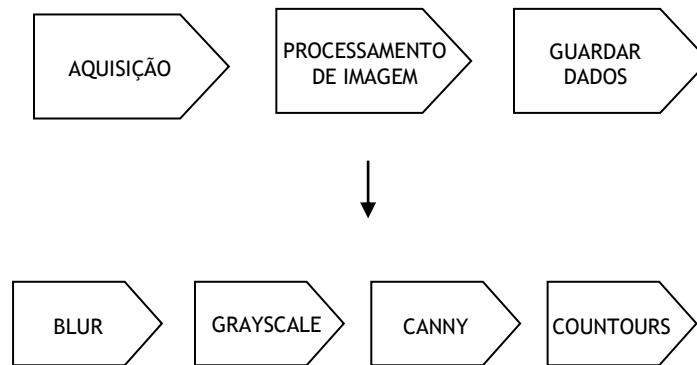 AQUISIÇÃO
PROCESSAMENTO
DE IMAGEM
GUARDAR
DADOS
BLUR
GRAYSCALE
CANNY
COUNTOURS